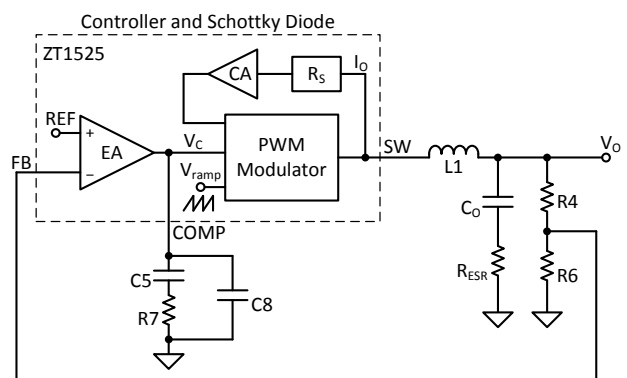 Controller and Schottky Diode
ZT1525
CA
R_S
I_O
REF
+
EA
−
FB
V_C
V_ramp
PWM
Modulator
SW
L1
V_O
C_O
R4
COMP
C5
R7
C8
R_ESR
R6